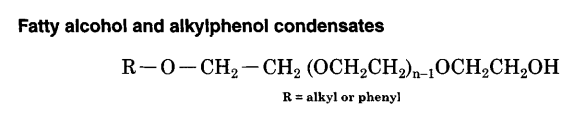 Fatty alcohol and alkylphenol condensates
R—O—CH₂—CH₂ (OCH₂CH₂)ₙ₋₁OCH₂CH₂OH
R = alkyl or phenyl